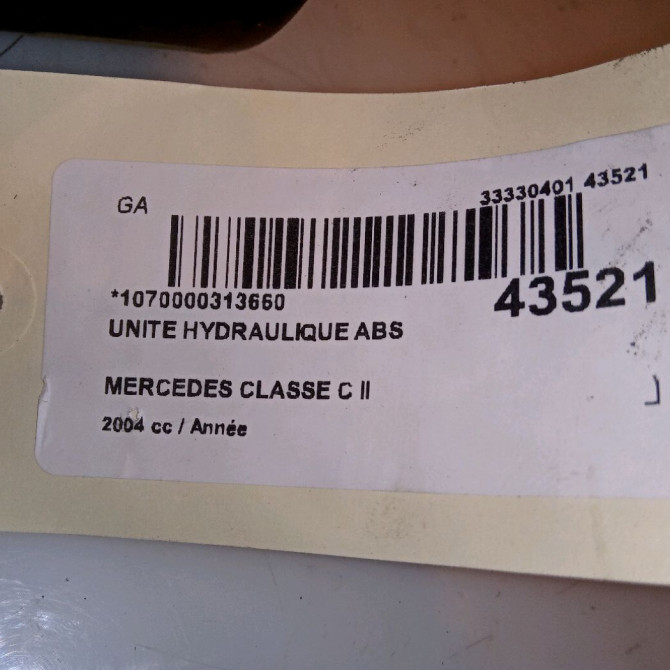 GA
33330401 43521
*1070000313660
43521
UNITE HYDRAULIQUE ABS
MERCEDES CLASSE C II
2004 cc / Année